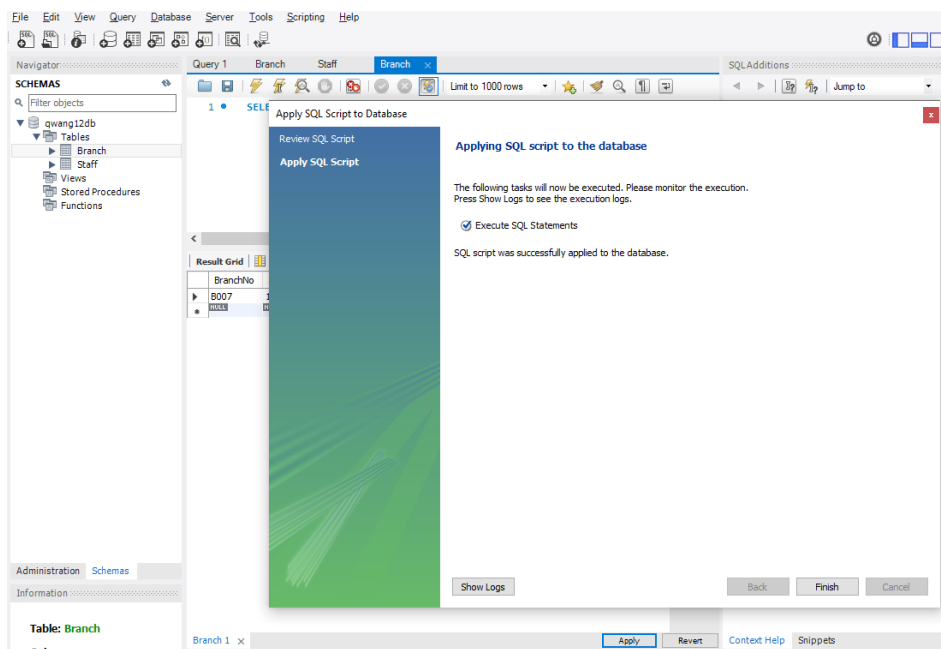 File Edit View Query Database Server Tools Scripting Help
Navigator
Query 1 Branch Staff Branch
SQLAdditions
SCHEMAS
Limit to 1000 rows
Jump to
Filter objects
1
Apply SQL Script to Database
qwang12db
Tables
Branch
Staff
Views
Stored Procedures
Functions
Review SQL Script
Apply SQL Script
Applying SQL script to the database
The following tasks will now be executed. Please monitor the execution.
Press Show Logs to see the execution logs.
Execute SQL Statements
SQL script was successfully applied to the database.
Result Grid
BranchNo
B007
NULL
Show Logs
Back Finish Cancel
Administration Schemas
Information
Table: Branch
Branch 1
Apply Revert
Context Help Snippets